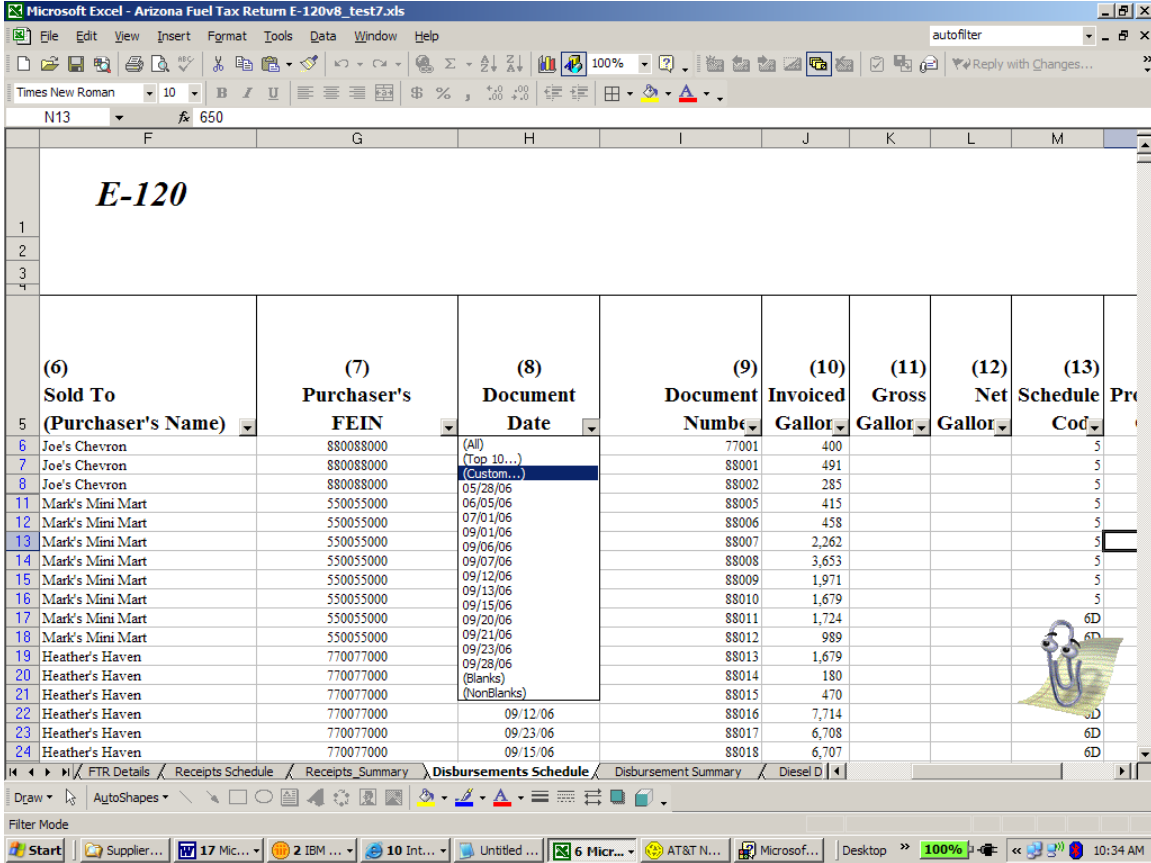 Microsoft Excel - Arizona Fuel Tax Return E-120v8_test7.xls
File Edit View Insert Format Tools Data Window Help autofilter
100% Reply with Changes...
Times New Roman 10 B I U $ % ,
N13 fx 650
F G H I J K L M
1 E-120
2
3
4
(6) (7) (8) (9) (10) (11) (12) (13)
Sold To Purchaser's Document Document Invoiced Gross Net Schedule
5 (Purchaser's Name) FEIN Date Numbe Gallon Gallon Gallon Cod
6 Joe's Chevron 880088000 (All) 77001 400 5
(Top 10...)
7 Joe's Chevron 880088000 88001 491 5
(Custom...)
8 Joe's Chevron 880088000 05/28/06 88002 285 5
11 Mark's Mini Mart 550055000 06/05/06 88005 415 5
12 Mark's Mini Mart 550055000 07/01/06 88006 458 5
09/01/06
13 Mark's Mini Mart 550055000 09/06/06 88007 2,262 5
14 Mark's Mini Mart 550055000 09/07/06 88008 3,653 5
15 Mark's Mini Mart 550055000 09/12/06 88009 1,971 5
09/13/06
16 Mark's Mini Mart 550055000 09/15/06 88010 1,679 5
17 Mark's Mini Mart 550055000 09/20/06 88011 1,724 6D
18 Mark's Mini Mart 550055000 09/21/06 88012 989 6D
09/23/06
19 Heather's Haven 770077000 09/28/06 88013 1,679
20 Heather's Haven 770077000 (Blanks) 88014 180
21 Heather's Haven 770077000 (NonBlanks) 88015 470
22 Heather's Haven 770077000 09/12/06 88016 7,714 6D
23 Heather's Haven 770077000 09/23/06 88017 6,708 6D
24 Heather's Haven 770077000 09/15/06 88018 6,707 6D
FTR Details Receipts Schedule Receipts_Summary Disbursements Schedule Disbursement Summary Diesel D
Draw AutoShapes
Filter Mode
Start Supplier... 17 Mic... 2 IBM ... 10 Int... Untitled ... 6 Micr... AT&T N... Microsof... Desktop 100% 10:34 AM